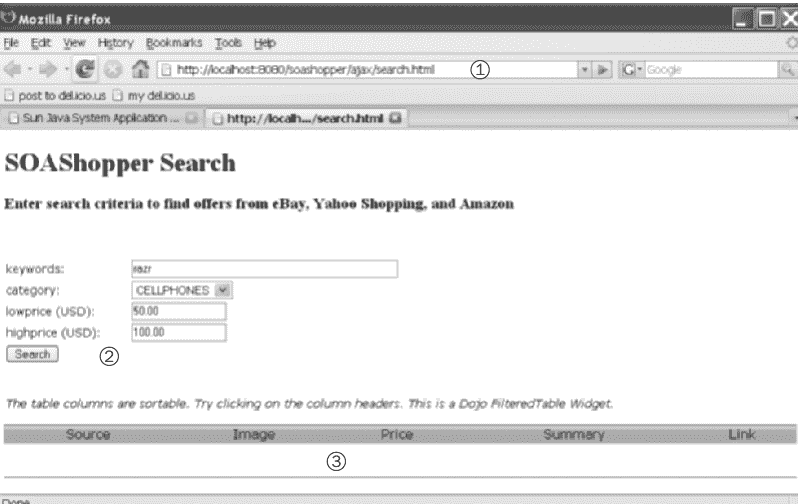 Mozilla Firefox
File Edit View History Bookmarks Tools Help
http://localhost:8080/soashopper/ajax/search.html ① G Google
post to del.icio.us my del.icio.us
Sun Java System Application ... http://localh.../search.html
SOAShopper Search
Enter search criteria to find offers from eBay, Yahoo Shopping, and Amazon
keywords: razr
category: CELLPHONES
lowprice (USD): 50.00
highprice (USD): 100.00
Search ②
The table columns are sortable. Try clicking on the column headers. This is a Dojo FilteredTable Widget.
Source Image Price Summary Link
③
Done